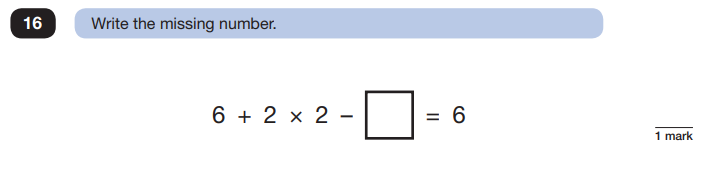 16 Write the missing number.
6 + 2 × 2 − = 6
1 mark